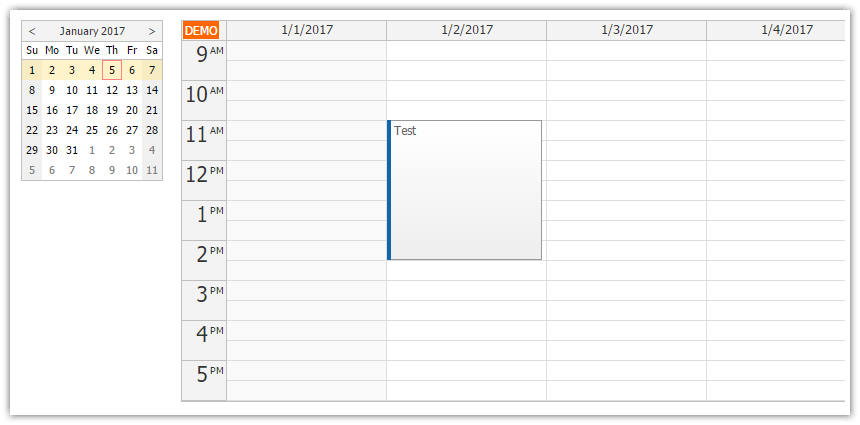 < January 2017 >
Su Mo Tu We Th Fr Sa
1 2 3 4 5 6 7
8 9 10 11 12 13 14
15 16 17 18 19 20 21
22 23 24 25 26 27 28
29 30 31 1 2 3 4
5 6 7 8 9 10 11
DEMO 1/1/2017 1/2/2017 1/3/2017 1/4/2017
9 AM
10 AM
11 AM Test
12 PM
1 PM
2 PM
3 PM
4 PM
5 PM